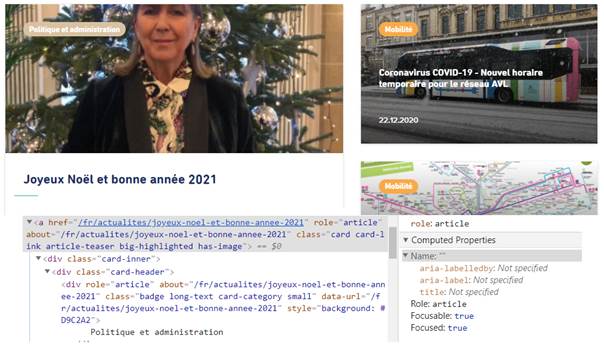 Politique et administration
Joyeux Noël et bonne année 2021
Mobilité
Coronavirus COVID-19 - Nouvel horaire
temporaire pour le réseau AVL
22.12.2020
Mobilité
▼<a href="/fr/actualites/joyeux-noel-et-bonne-annee-2021" role="article"
about="/fr/actualites/joyeux-noel-et-bonne-annee-2021" class="card card-l
ink article-teaser big-highlighted has-image"> == $0
▼<div class="card-inner">
▼<div class="card-header">
<div role="article" about="/fr/actualites/joyeux-noel-et-bonne-ann
ee-2021" class="badge long-text card-category small" data-url="/f
r/actualites/joyeux-noel-et-bonne-annee-2021" style="background: #
D9C2A2">
Politique et administration
role: article
▼ Computed Properties
▼ Name: ""
aria-labelledby: Not specified
aria-label: Not specified
title: Not specified
Role: article
Focusable: true
Focused: true